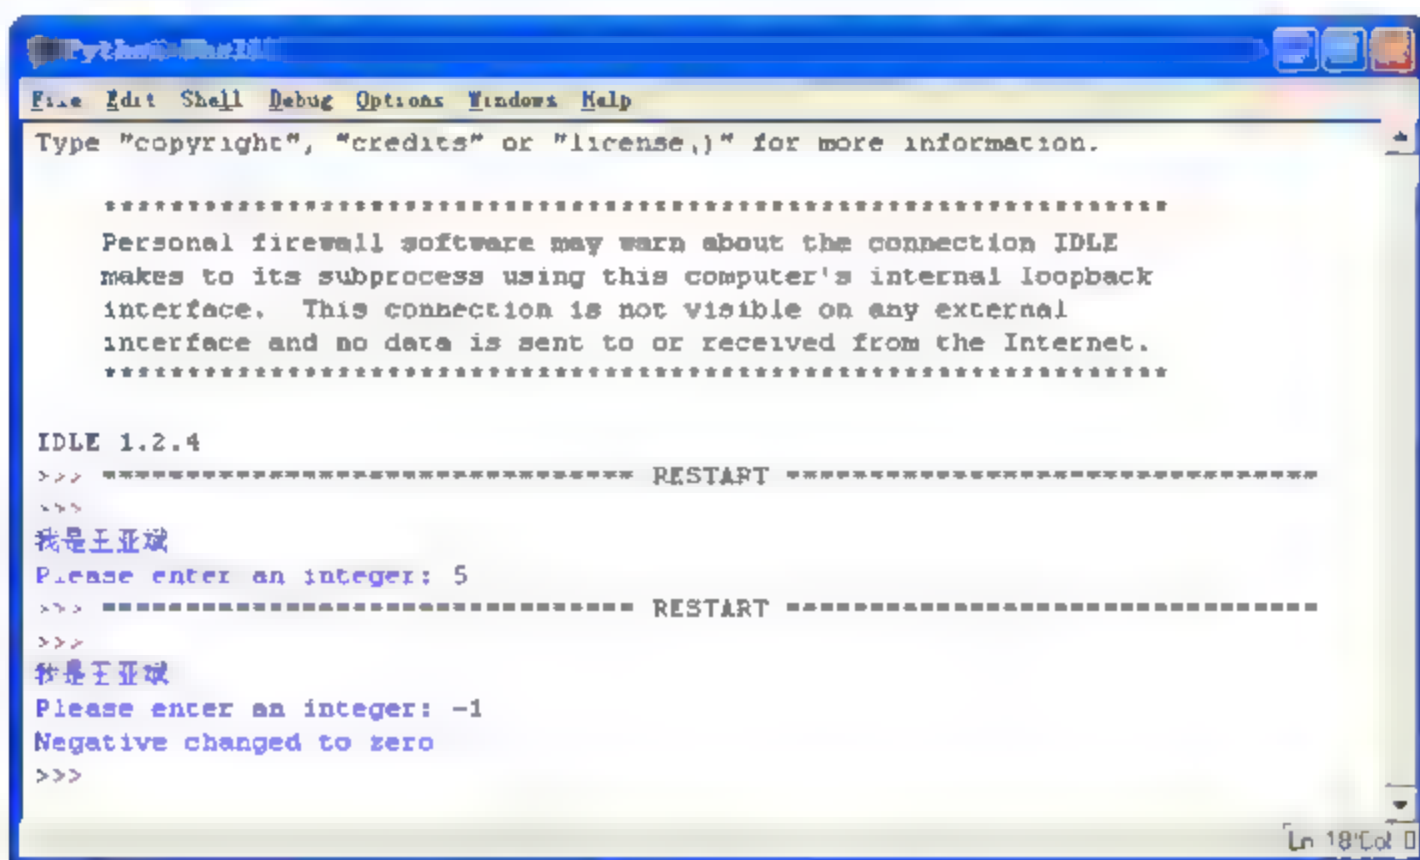 Python Shell
File Edit Shell Debug Options Windows Help
Type "copyright", "credits" or "license()" for more information.
****************************************************************
Personal firewall software may warn about the connection IDLE
makes to its subprocess using this computer's internal loopback
interface. This connection is not visible on any external
interface and no data is sent to or received from the Internet.
****************************************************************
IDLE 1.2.4
>>> ================================ RESTART ================================
>>>
我是王亚斌
Please enter an integer: 5
>>> ================================ RESTART ================================
>>>
我是王亚斌
Please enter an integer: -1
Negative changed to zero
>>>
Ln: 18 Col: 0